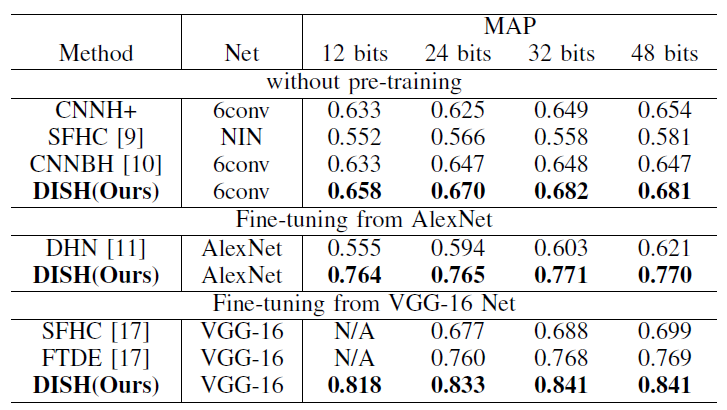 MAP
Method Net 12 bits 24 bits 32 bits 48 bits
without pre-training
CNNH+ 6conv 0.633 0.625 0.649 0.654
SFHC [9] NIN 0.552 0.566 0.558 0.581
CNNBH [10] 6conv 0.633 0.647 0.648 0.647
DISH(Ours) 6conv 0.658 0.670 0.682 0.681
Fine-tuning from AlexNet
DHN [11] AlexNet 0.555 0.594 0.603 0.621
DISH(Ours) AlexNet 0.764 0.765 0.771 0.770
Fine-tuning from VGG-16 Net
SFHC [17] VGG-16 N/A 0.677 0.688 0.699
FTDE [17] VGG-16 N/A 0.760 0.768 0.769
DISH(Ours) VGG-16 0.818 0.833 0.841 0.841